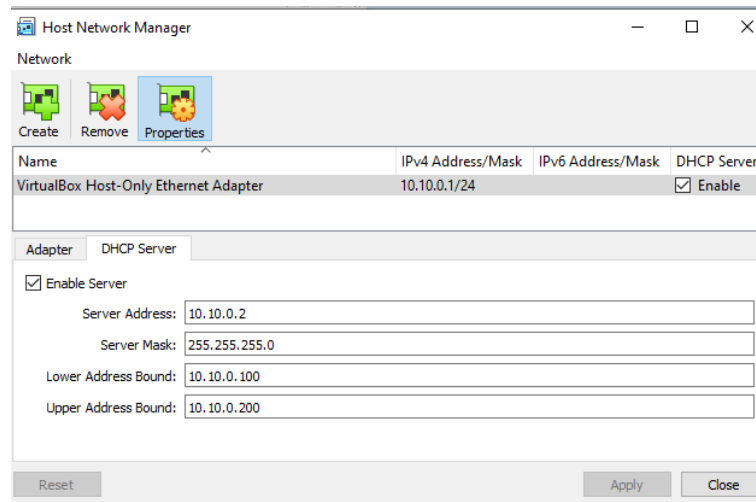 Host Network Manager
Network
Create Remove Properties
Name IPv4 Address/Mask IPv6 Address/Mask DHCP Server
VirtualBox Host-Only Ethernet Adapter 10.10.0.1/24 Enable
Adapter DHCP Server
Enable Server
Server Address: 10.10.0.2
Server Mask: 255.255.255.0
Lower Address Bound: 10.10.0.100
Upper Address Bound: 10.10.0.200
Reset Apply Close